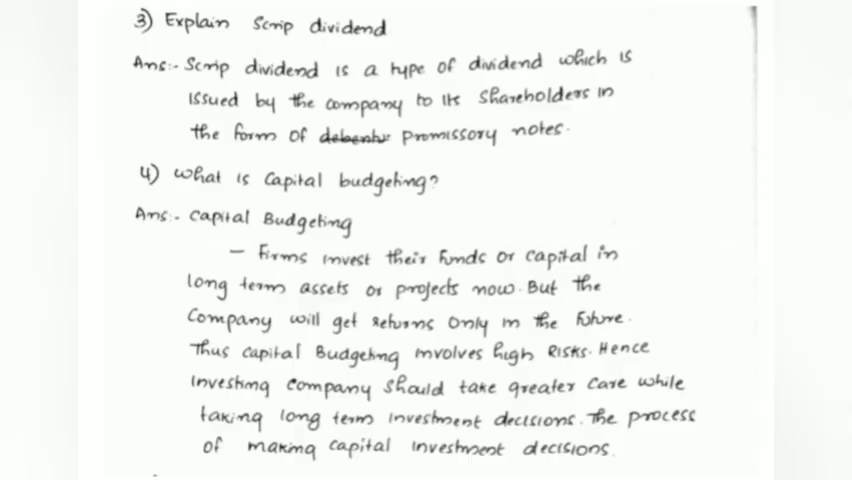 3) Explain Scrip dividend
Ans:- Scrip dividend is a type of dividend which is
issued by the company to its shareholders in
the form of promissory notes.
4) What is Capital budgeting?
Ans:- Capital Budgeting
– Firms invest their funds or capital in
long term assets or projects now. But the
Company will get returns only in the future.
Thus Capital Budgeting involves high Risks. Hence
investing company should take greater care while
taking long term investment decisions. The process
of making capital investment decisions.